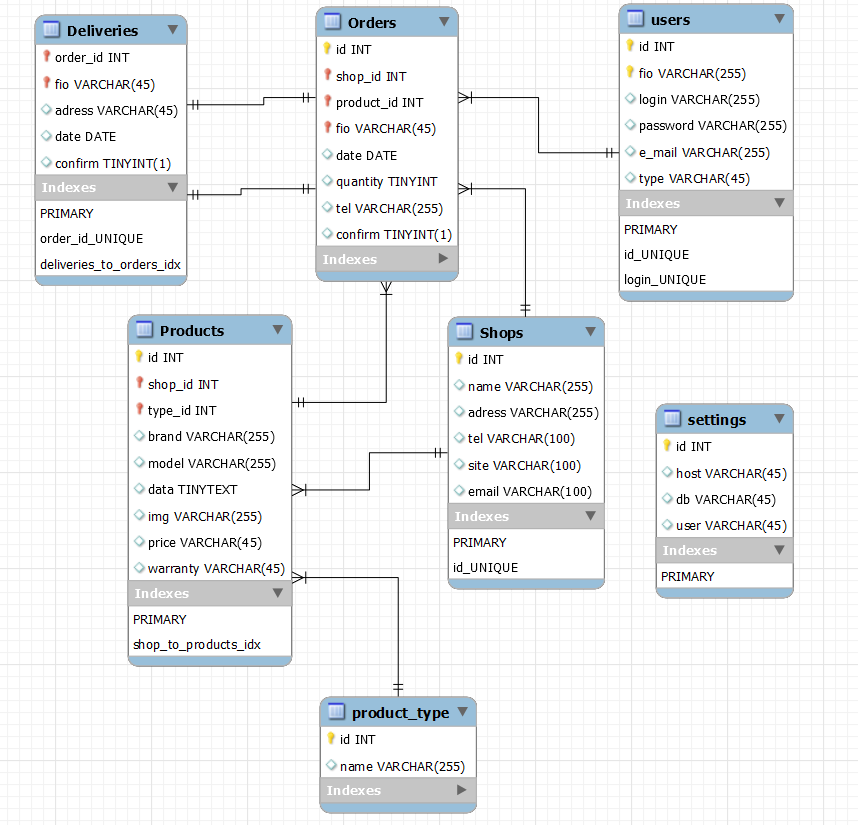 Deliveries
order_id INT
fio VARCHAR(45)
adress VARCHAR(45)
date DATE
confirm TINYINT(1)
Indexes
PRIMARY
order_id_UNIQUE
deliveries_to_orders_idx
Orders
id INT
shop_id INT
product_id INT
fio VARCHAR(45)
date DATE
quantity TINYINT
tel VARCHAR(255)
confirm TINYINT(1)
Indexes
users
id INT
fio VARCHAR(255)
login VARCHAR(255)
password VARCHAR(255)
e_mail VARCHAR(255)
type VARCHAR(45)
Indexes
PRIMARY
id_UNIQUE
login_UNIQUE
Products
id INT
shop_id INT
type_id INT
brand VARCHAR(255)
model VARCHAR(255)
data TINYTEXT
img VARCHAR(255)
price VARCHAR(45)
warranty VARCHAR(45)
Indexes
PRIMARY
shop_to_products_idx
Shops
id INT
name VARCHAR(255)
adress VARCHAR(255)
tel VARCHAR(100)
site VARCHAR(100)
email VARCHAR(100)
Indexes
PRIMARY
id_UNIQUE
settings
id INT
host VARCHAR(45)
db VARCHAR(45)
user VARCHAR(45)
Indexes
PRIMARY
product_type
id INT
name VARCHAR(255)
Indexes